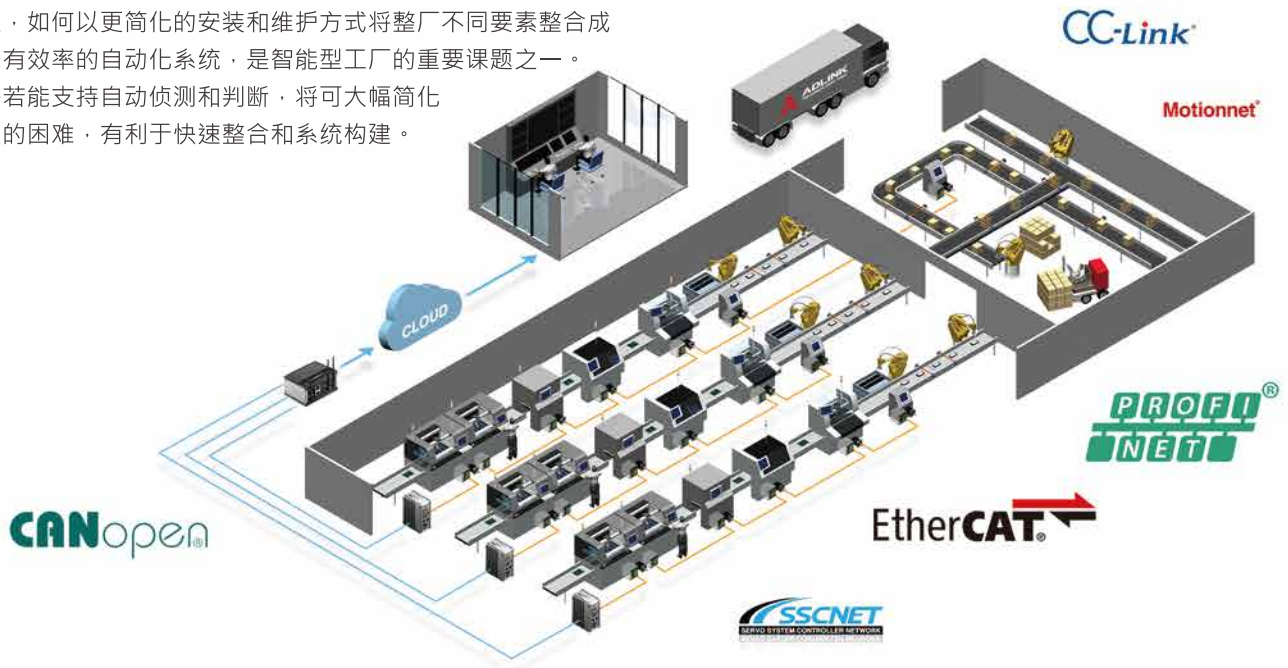 ，如何以更简化的安装和维护方式将整厂不同要素整合成
有效率的自动化系统，是智能型工厂的重要课题之一。
若能支持自动侦测和判断，将可大幅简化
的困难，有利于快速整合和系统构建。
CC-Link
Motionnet®
ADLINK
CLOUD
PROFI®
NET
CANopen®
EtherCAT®
SSCNET
SERVO SYSTEM CONTROLLER NETWORK